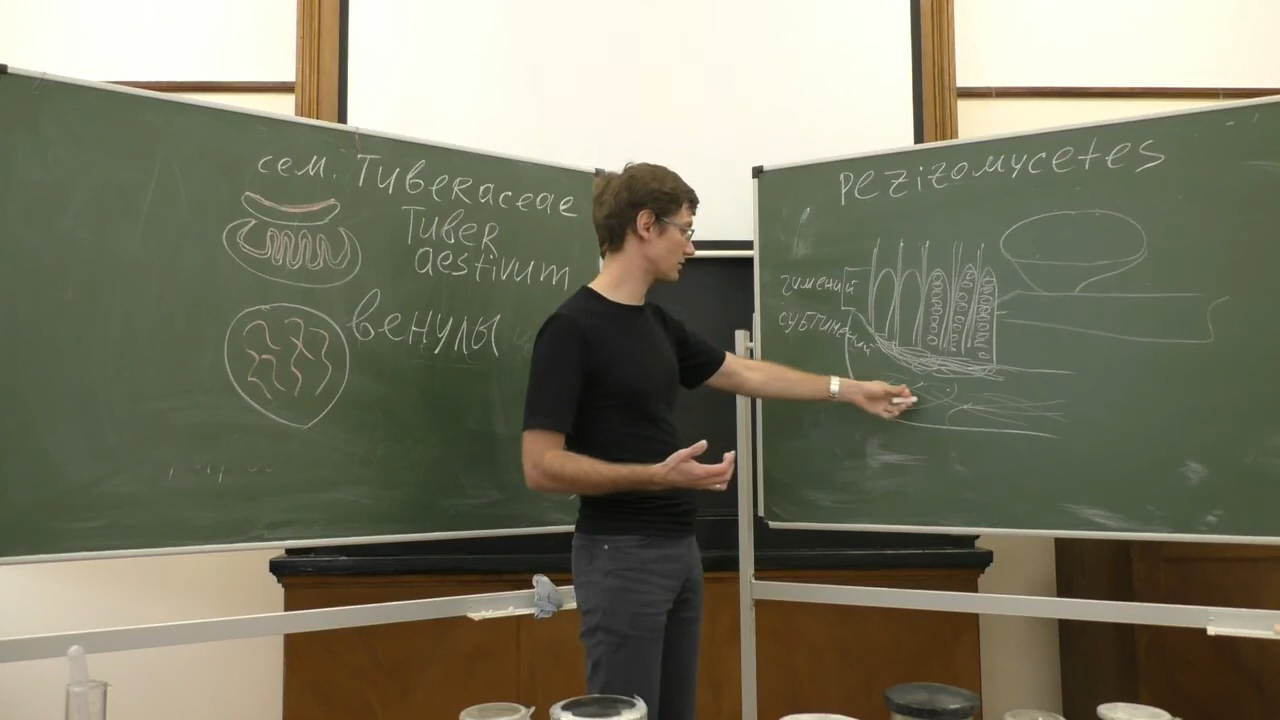 сем. Tuberaceae
Tuber
aestivum
венулы
Pezizomycetes
гимений
субгимений